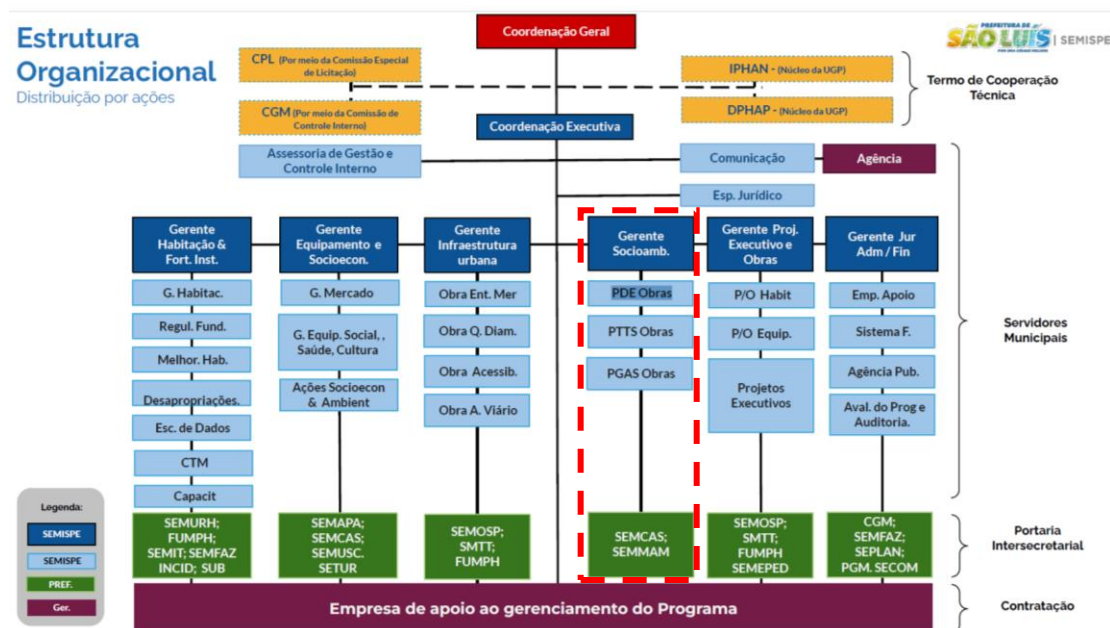 Estrutura
Organizacional
Distribuição por ações
Coordenação Geral
PREFEITURA DE
SÃO LUÍS | SEMISPE
CPL (Por meio da Comissão Especial
de Licitação)
IPHAN - (Núcleo da UGP)
CGM (Por meio da Comissão de
Controle Interno)
DPHAP - (Núcleo da UGP)
Termo de Cooperação
Técnica
Coordenação Executiva
Assessoria de Gestão e
Controle Interno
Comunicação
Agência
Esp. Jurídico
Gerente
Habitação &
Fort. Inst.
G. Habitac.
Regul. Fund.
Melhor. Hab.
Desapropriações.
Esc. de Dados
CTM
Capacit
SEMURH;
FUMPH;
SEMIT; SEMFAZ
INCID; SUB
Gerente
Equipamento e
Socioecon.
G. Mercado
G. Equip. Social, ,
Saúde, Cultura
Ações Socioecon
& Ambient
SEMAPA;
SEMCAS;
SEMUSC.
SETUR
Gerente
Infraestrutura
urbana
Obra Ent. Mer
Obra Q. Diam.
Obra Acessib.
Obra A. Viário
SEMOSP;
SMTT;
FUMPH
Gerente
Socioamb.
PDE Obras
PTTS Obras
PGAS Obras
SEMCAS;
SEMMAM
Gerente Proj.
Executivo e
Obras
P/O Habit
P/O Equip.
Projetos
Executivos
SEMOSP;
SMTT;
FUMPH
SEMEPED
Gerente Jur
Adm / Fin
Emp. Apoio
Sistema F.
Agência Pub.
Aval. do Prog e
Auditoria.
CGM;
SEMFAZ;
SEPLAN;
PGM. SECOM
Servidores
Municipais
Portaria
Intersecretarial
Legenda:
SEMISPE
SEMISPE
PREF.
Ger.
Empresa de apoio ao gerenciamento do Programa
Contratação